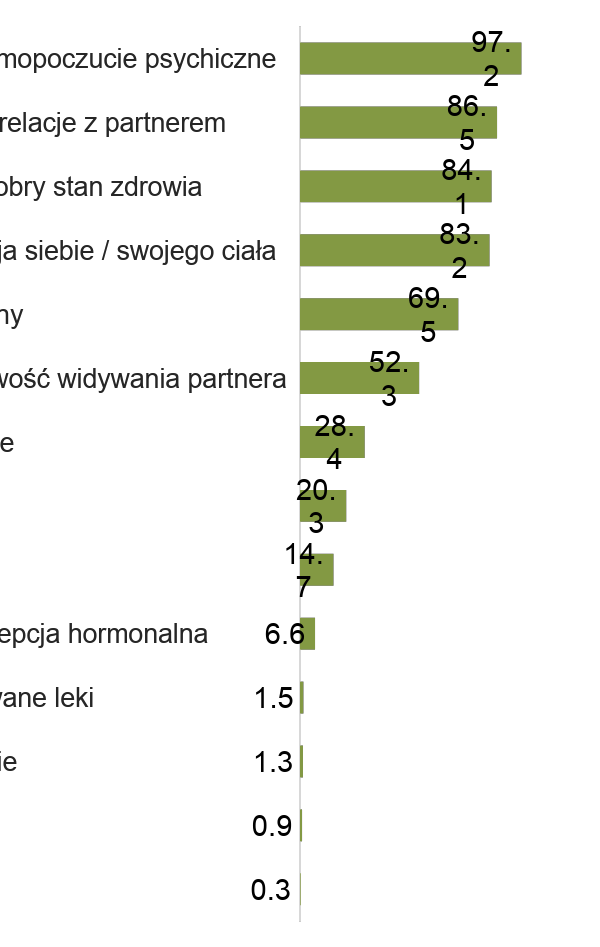 mopoczucie psychiczne 97.2
relacje z partnerem 86.5
obry stan zdrowia 84.1
ja siebie / swojego ciała 83.2
ny 69.5
wość widywania partnera 52.3
e 28.4
20.3
14.7
epcja hormonalna 6.6
wane leki 1.5
ie 1.3
0.9
0.3